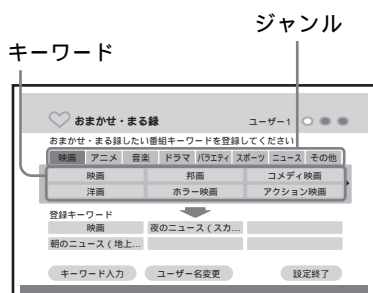 ジャンル
キーワード
おまかせ・まる録 ユーザー1
おまかせ・まる録したい番組キーワードを登録してください
映画 アニメ 音楽 ドラマ バラエティ スポーツ ニュース その他
映画 邦画 コメディ映画
洋画 ホラー映画 アクション映画
登録キーワード
映画 夜のニュース(スカ...
朝のニュース(地上...
キーワード入力 ユーザー名変更 設定終了